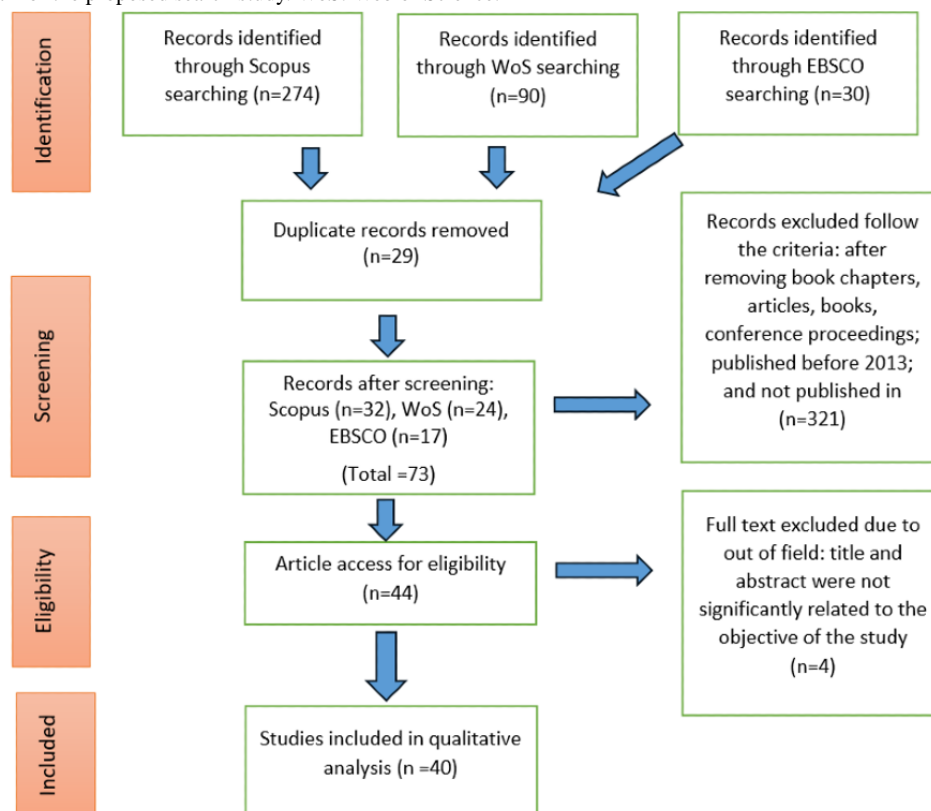 Identification
Records identified
through Scopus
searching (n=274)
Records identified
through WoS searching
(n=90)
Records identified
through EBSCO
searching (n=30)
Duplicate records removed
(n=29)
Screening
Records after screening:
Scopus (n=32), WoS (n=24),
EBSCO (n=17)
(Total =73)
Records excluded follow
the criteria: after
removing book chapters,
articles, books,
conference proceedings;
published before 2013;
and not published in
(n=321)
Eligibility
Article access for eligibility
(n=44)
Full text excluded due to
out of field: title and
abstract were not
significantly related to the
objective of the study
(n=4)
Included
Studies included in qualitative
analysis (n =40)